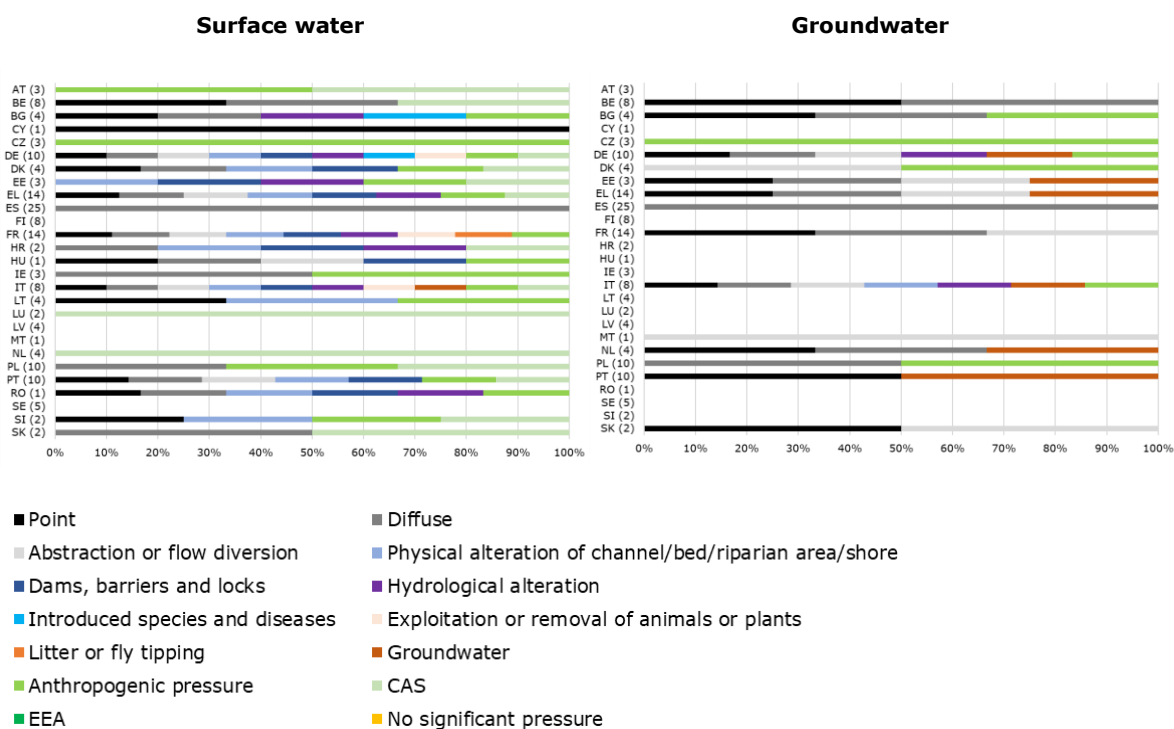 Surface water
AT (3)
BE (8)
BG (4)
CY (1)
CZ (3)
DE (10)
DK (4)
EE (3)
EL (14)
ES (25)
FI (8)
FR (14)
HR (2)
HU (1)
IE (3)
IT (8)
LT (4)
LU (2)
LV (4)
MT (1)
NL (4)
PL (10)
PT (10)
RO (1)
SE (5)
SI (2)
SK (2)
0% 10% 20% 30% 40% 50% 60% 70% 80% 90% 100%
Groundwater
AT (3)
BE (8)
BG (4)
CY (1)
CZ (3)
DE (10)
DK (4)
EE (3)
EL (14)
ES (25)
FI (8)
FR (14)
HR (2)
HU (1)
IE (3)
IT (8)
LT (4)
LU (2)
LV (4)
MT (1)
NL (4)
PL (10)
PT (10)
RO (1)
SE (5)
SI (2)
SK (2)
0% 10% 20% 30% 40% 50% 60% 70% 80% 90% 100%
Point
Diffuse
Abstraction or flow diversion
Physical alteration of channel/bed/riparian area/shore
Dams, barriers and locks
Hydrological alteration
Introduced species and diseases
Exploitation or removal of animals or plants
Litter or fly tipping
Groundwater
Anthropogenic pressure
CAS
EEA
No significant pressure